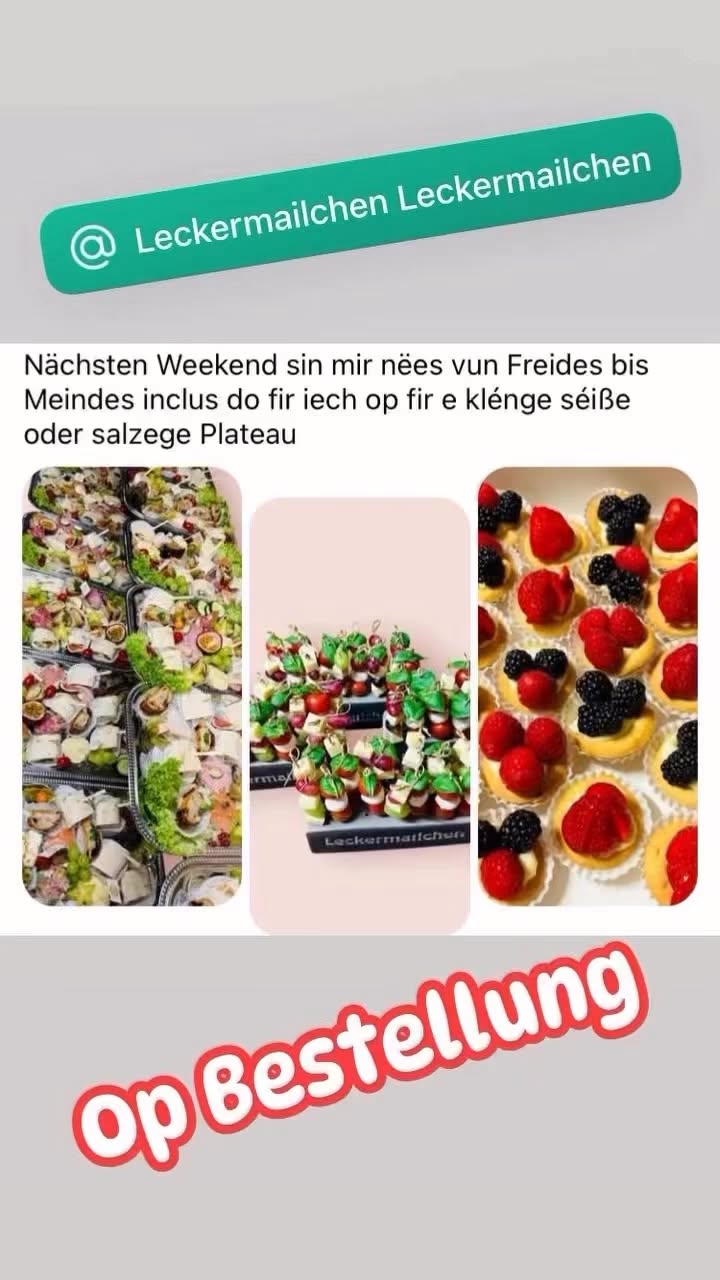 @ Leckermailchen Leckermailchen
Nächsten Weekend sin mir nëes vun Freides bis
Meindes inclus do fir iech op fir e klénge séiße
oder salzege Plateau
Leckermailchen
Op Bestellung